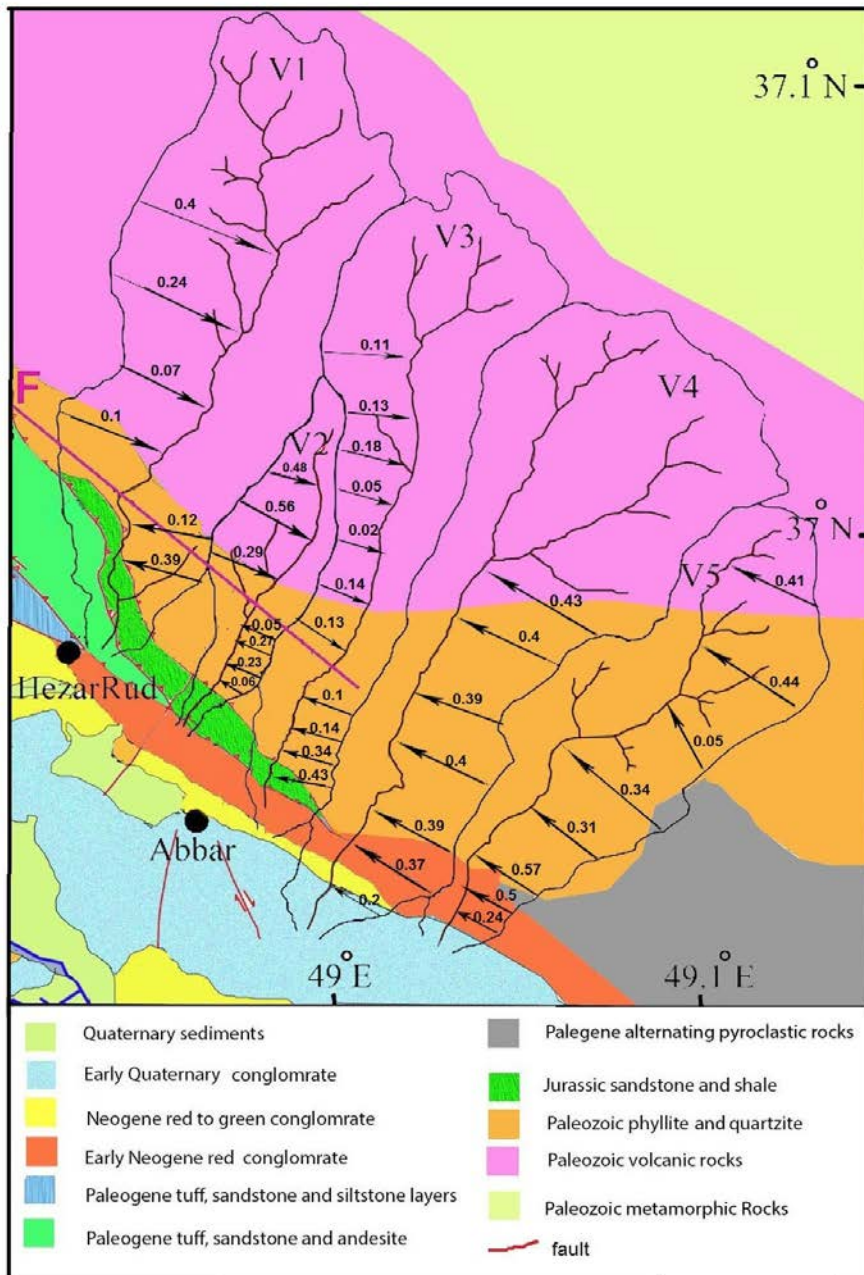 V1
37.1° N
0.4
V3
0.24
0.11
0.07
V4
F
0.1
0.13
V2
0.18
0.48
0.05
0.56
37° N
0.12
0.02
0.29
V5
0.41
0.39
0.14
0.43
0.05
0.13
0.4
0.27
0.23
0.44
0.06
0.1
0.39
HezarRud
0.05
0.14
0.4
0.34
0.34
0.43
0.31
0.39
Abbar
0.37
0.57
0.2
0.5
0.24
49° E
49.1° E
Quaternary sediments
Early Quaternary conglomrate
Neogene red to green conglomrate
Early Neogene red conglomrate
Paleogene tuff, sandstone and siltstone layers
Paleogene tuff, sandstone and andesite
Palegene alternating pyroclastic rocks
Jurassic sandstone and shale
Paleozoic phyllite and quartzite
Paleozoic volcanic rocks
Paleozoic metamorphic Rocks
fault